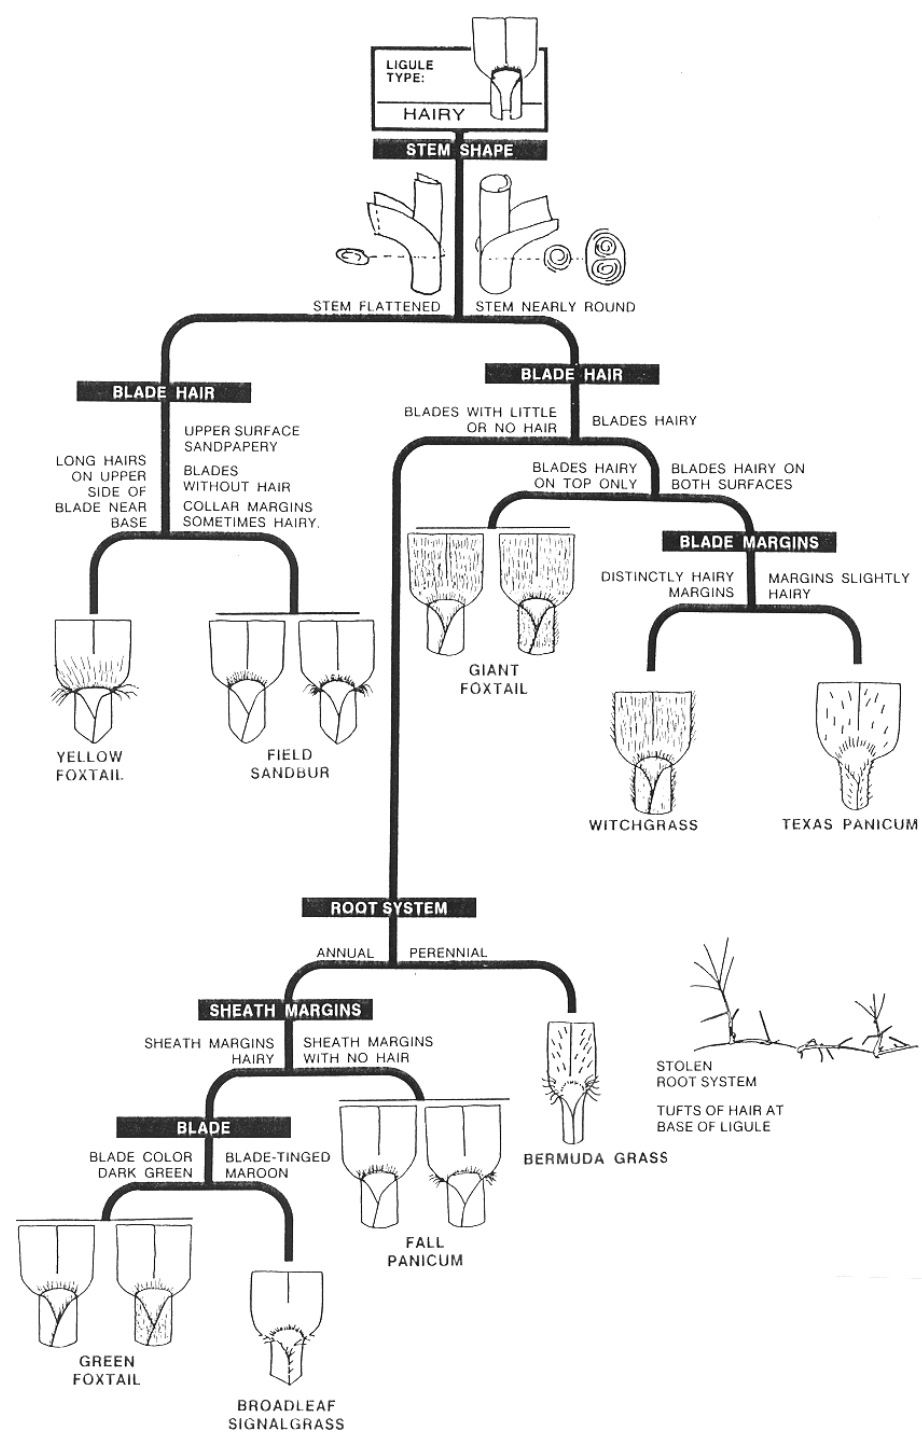 LIGULE
TYPE:
HAIRY
STEM SHAPE
STEM FLATTENED
STEM NEARLY ROUND
BLADE HAIR
BLADE HAIR
BLADES WITH LITTLE
OR NO HAIR
BLADES HAIRY
UPPER SURFACE
SANDPAPERY
LONG HAIRS
ON UPPER
SIDE OF
BLADE NEAR
BASE
BLADES
WITHOUT HAIR
COLLAR MARGINS
SOMETIMES HAIRY.
BLADES HAIRY
ON TOP ONLY
BLADES HAIRY ON
BOTH SURFACES
BLADE MARGINS
DISTINCTLY HAIRY
MARGINS
MARGINS SLIGHTLY
HAIRY
GIANT
FOXTAIL
YELLOW
FOXTAIL
FIELD
SANDBUR
WITCHGRASS
TEXAS PANICUM
ROOT SYSTEM
ANNUAL
PERENNIAL
SHEATH MARGINS
SHEATH MARGINS
HAIRY
SHEATH MARGINS
WITH NO HAIR
STOLEN
ROOT SYSTEM
TUFTS OF HAIR AT
BASE OF LIGULE
BERMUDA GRASS
BLADE
BLADE COLOR
DARK GREEN
BLADE-TINGED
MAROON
FALL
PANICUM
GREEN
FOXTAIL
BROADLEAF
SIGNALGRASS